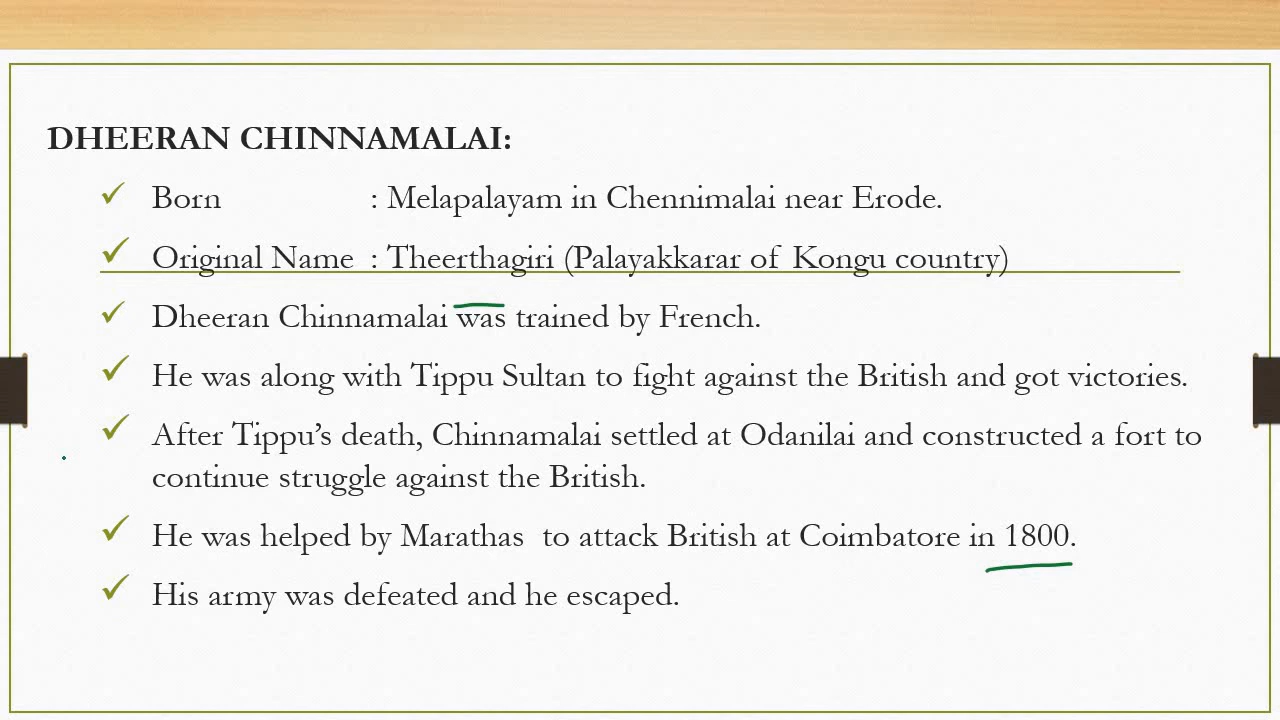 DHEERAN CHINNAMALAI:
✓ Born : Melapalayam in Chennimalai near Erode.
✓ Original Name : Theerthagiri (Palayakkarar of Kongu country)
✓ Dheeran Chinnamalai was trained by French.
✓ He was along with Tippu Sultan to fight against the British and got victories.
✓ After Tippu’s death, Chinnamalai settled at Odanilai and constructed a fort to
continue struggle against the British.
✓ He was helped by Marathas to attack British at Coimbatore in 1800.
✓ His army was defeated and he escaped.